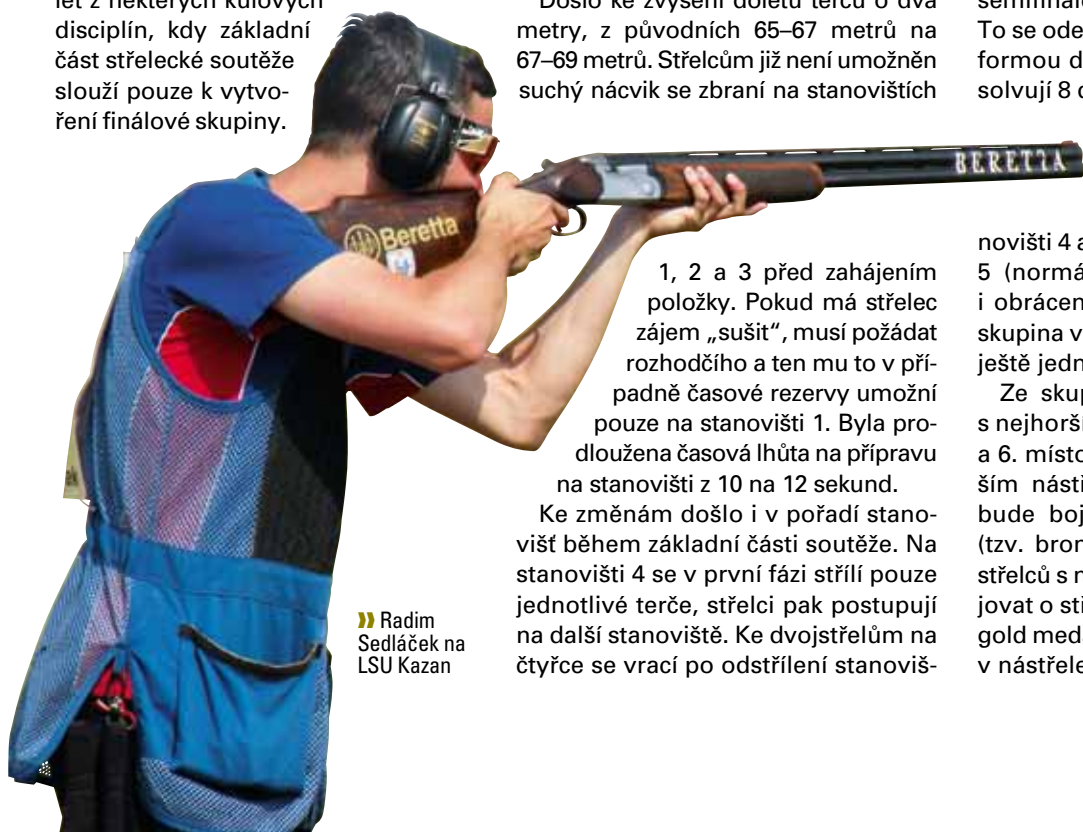 let z některých kulových
disciplín, kdy základní
část střelecké soutěže
slouží pouze k vytvo-
ření finálové skupiny.
Došlo ke zvýšení doletu terčů o dva
metry, z původních 65–67 metrů na
67–69 metrů. Střelcům již není umožněn
suchý nácvik se zbraní na stanovištích
1, 2 a 3 před zahájením
položky. Pokud má střelec
zájem „sušit“, musí požádat
rozhodčího a ten mu to v pří-
padně časové rezervy umožní
pouze na stanovišti 1. Byla pro-
dloužena časová lhůta na přípravu
na stanovišti z 10 na 12 sekund.
Ke změnám došlo i v pořadí stano-
višť během základní části soutěže. Na
stanovišti 4 se v první fázi střílí pouze
jednotlivé terče, střelci pak postupují
na další stanoviště. Ke dvojstřelům na
čtyřce se vrací po odstřílení stanoviš-
To se ode
formou d
solvují 8
novišti 4 a
5 (normá
i obrácen
skupina v
ještě jedn
Ze skup
s nejhorš
a 6. místo
ším násti
bude boj
(tzv. bron
střelců s n
jovat o stř
gold med
v nástřele
BERETTA
Beretta
» Radim
Sedláček na
LSU Kazan